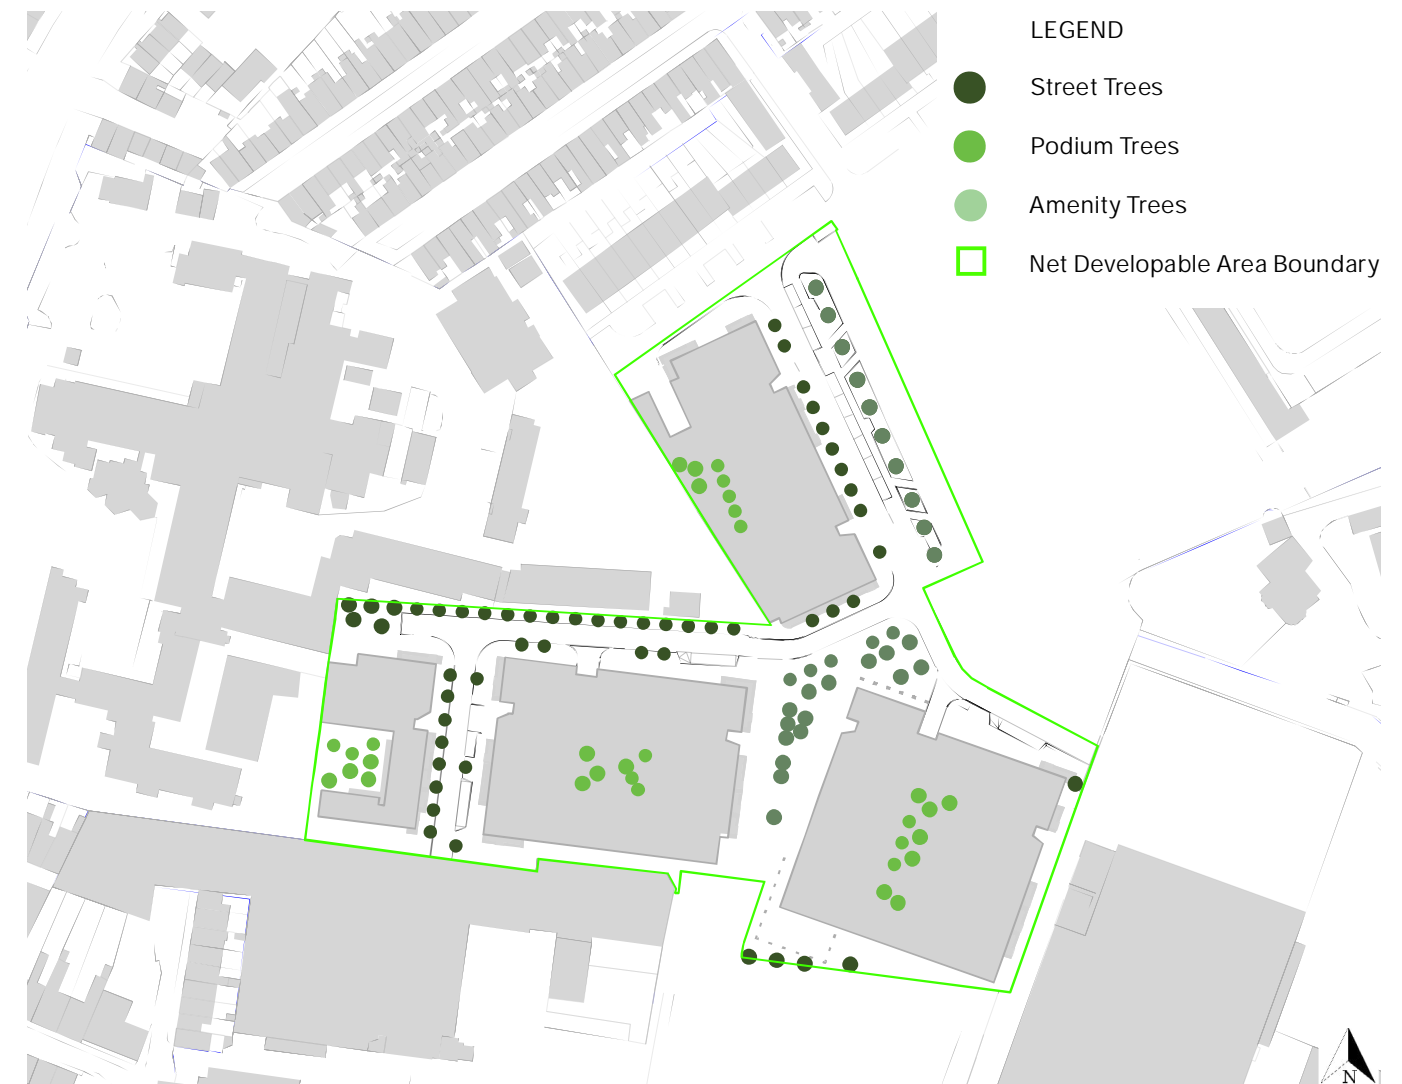 LEGEND
Street Trees
Podium Trees
Amenity Trees
Net Developable Area Boundary
N